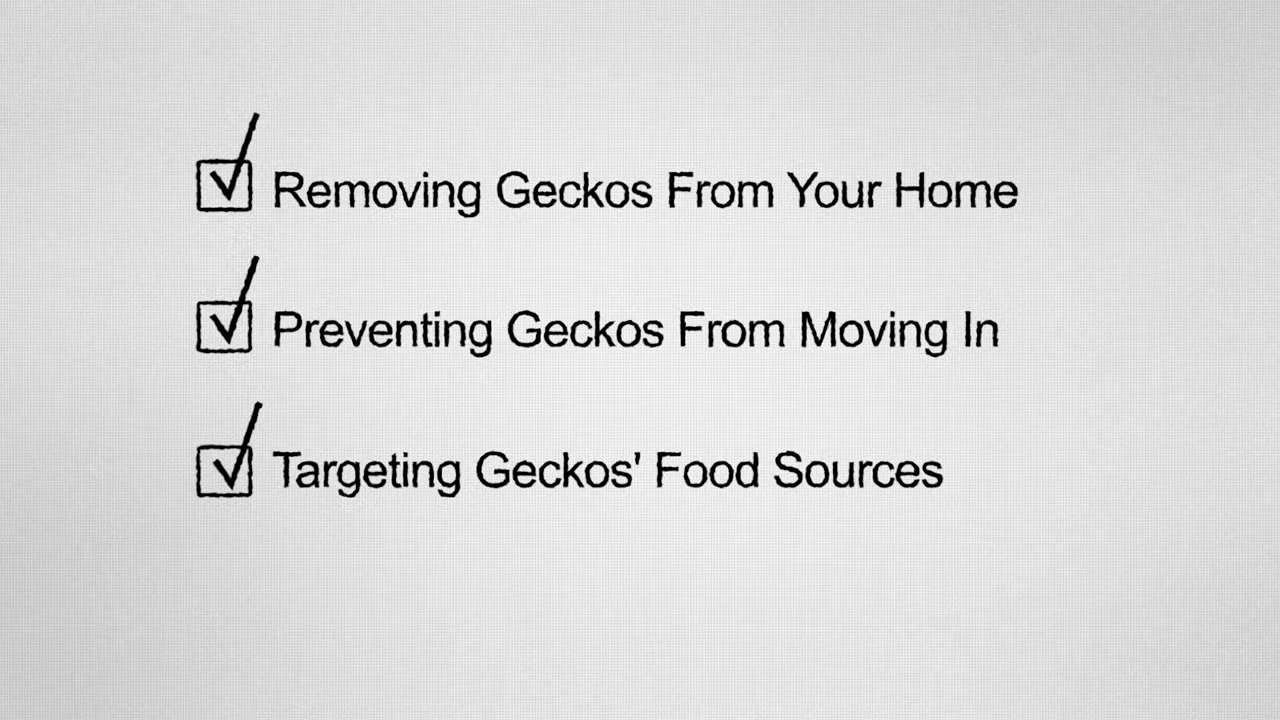 Removing Geckos From Your Home
Preventing Geckos From Moving In
Targeting Geckos' Food Sources